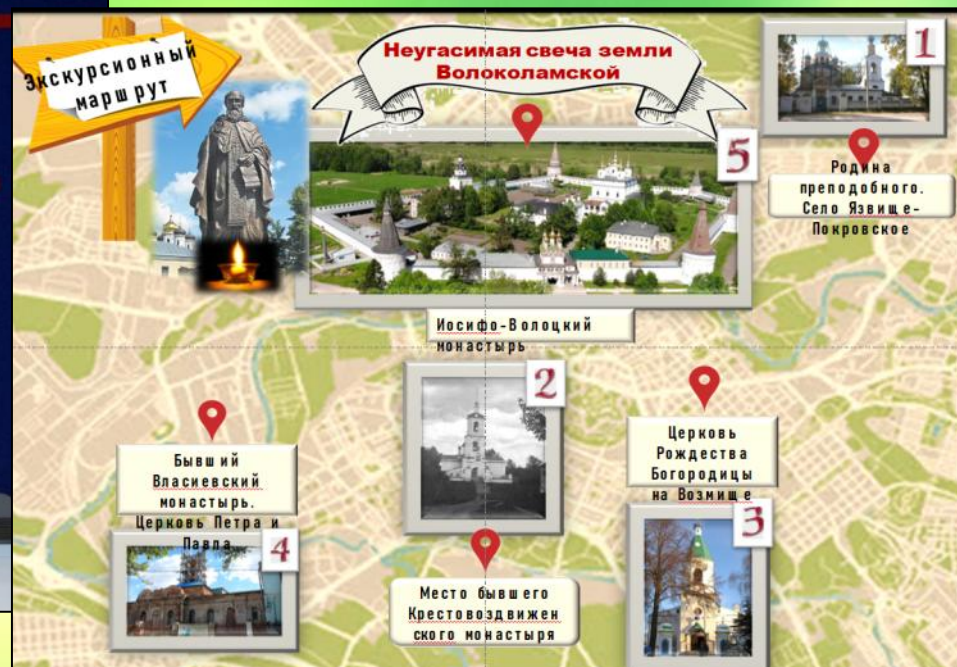 Экскурсионный
маршрут
Неугасимая свеча земли
Волоколамской
1
Родина
преподобного.
Село Язвище-
Покровское
5
Иосифо-Волоцкий
монастырь
2
Место бывшего
Крестовоздвижен
ского монастыря
Церковь
Рождества
Богородицы
на Возмище
3
Бывший
Власиевский
монастырь.
Церковь Петра и
Павла
4